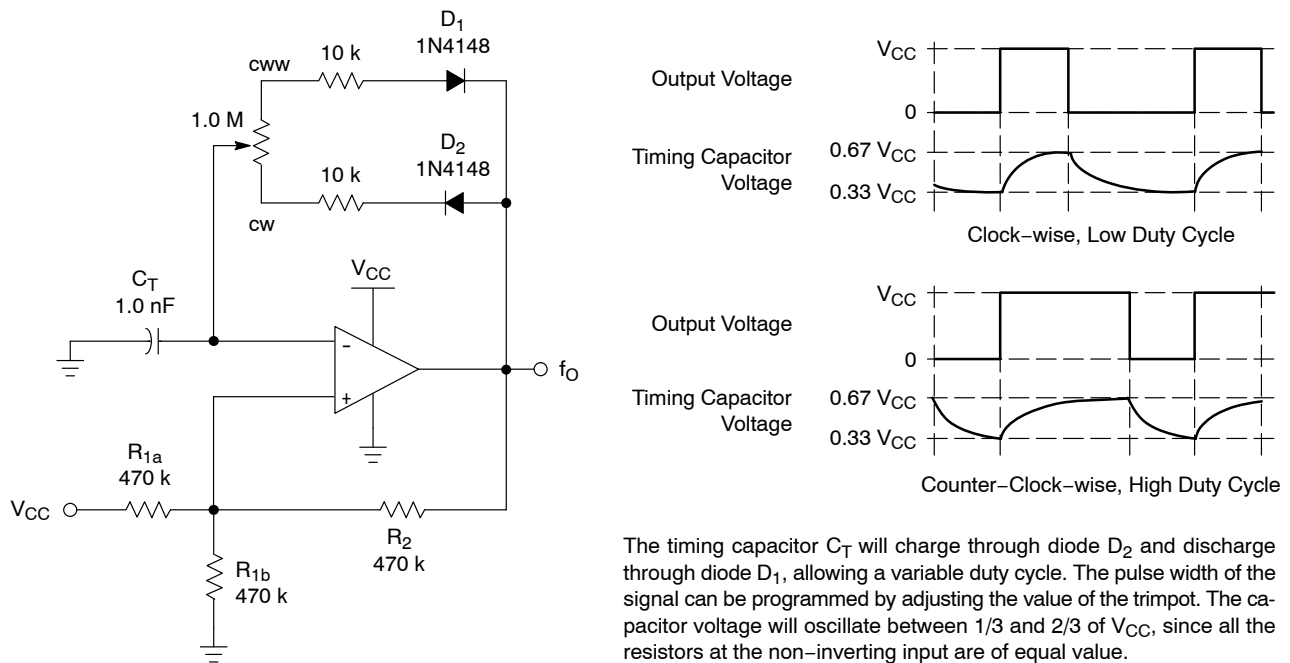 D1
1N4148
10 k
cww
1.0 M
D2
1N4148
10 k
cw
CT
1.0 nF
VCC
-
+
fO
R1a
470 k
VCC
R2
470 k
R1b
470 k
VCC
Output Voltage
0
Timing Capacitor
Voltage
0.67 VCC
0.33 VCC
Clock–wise, Low Duty Cycle
VCC
Output Voltage
0
Timing Capacitor
Voltage
0.67 VCC
0.33 VCC
Counter–Clock–wise, High Duty Cycle
The timing capacitor CT will charge through diode D2 and discharge
through diode D1, allowing a variable duty cycle. The pulse width of the
signal can be programmed by adjusting the value of the trimpot. The ca-
pacitor voltage will oscillate between 1/3 and 2/3 of VCC, since all the
resistors at the non–inverting input are of equal value.